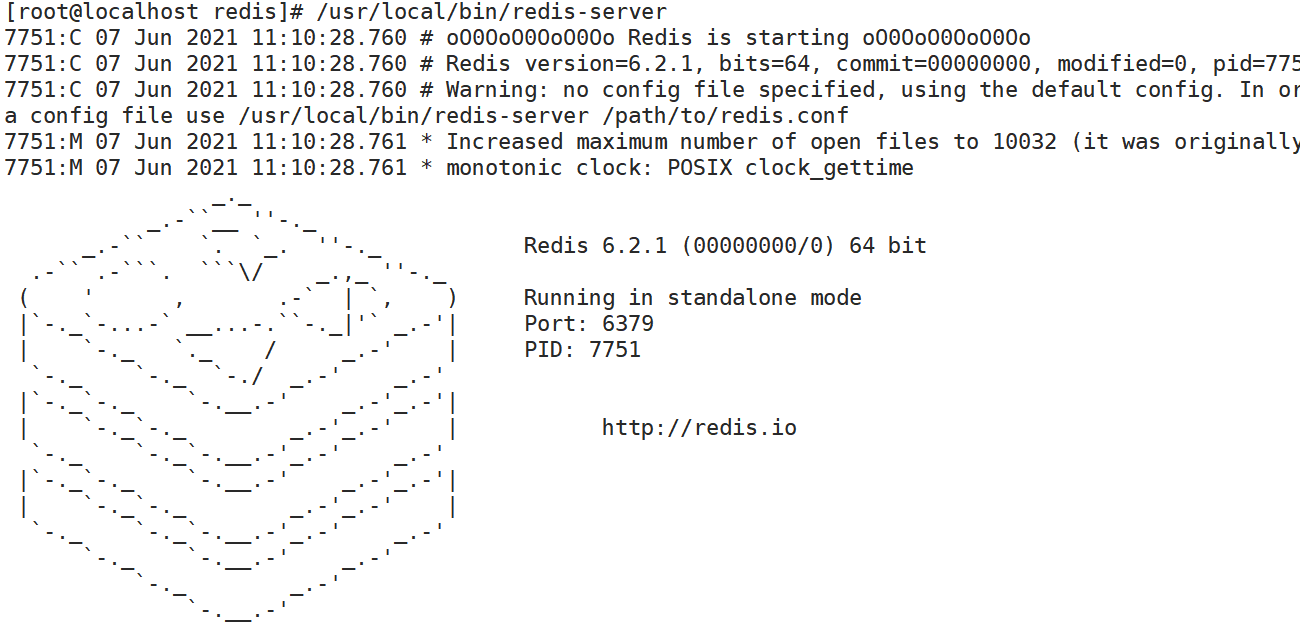 [root@localhost redis]# /usr/local/bin/redis-server
7751:C 07 Jun 2021 11:10:28.760 # oO0OoO0OoO0Oo Redis is starting oO0OoO0OoO0Oo
7751:C 07 Jun 2021 11:10:28.760 # Redis version=6.2.1, bits=64, commit=00000000, modified=0, pid=775
7751:C 07 Jun 2021 11:10:28.760 # Warning: no config file specified, using the default config. In or
a config file use /usr/local/bin/redis-server /path/to/redis.conf
7751:M 07 Jun 2021 11:10:28.761 * Increased maximum number of open files to 10032 (it was originally
7751:M 07 Jun 2021 11:10:28.761 * monotonic clock: POSIX clock_gettime
Redis 6.2.1 (00000000/0) 64 bit
Running in standalone mode
Port: 6379
PID: 7751
http://redis.io